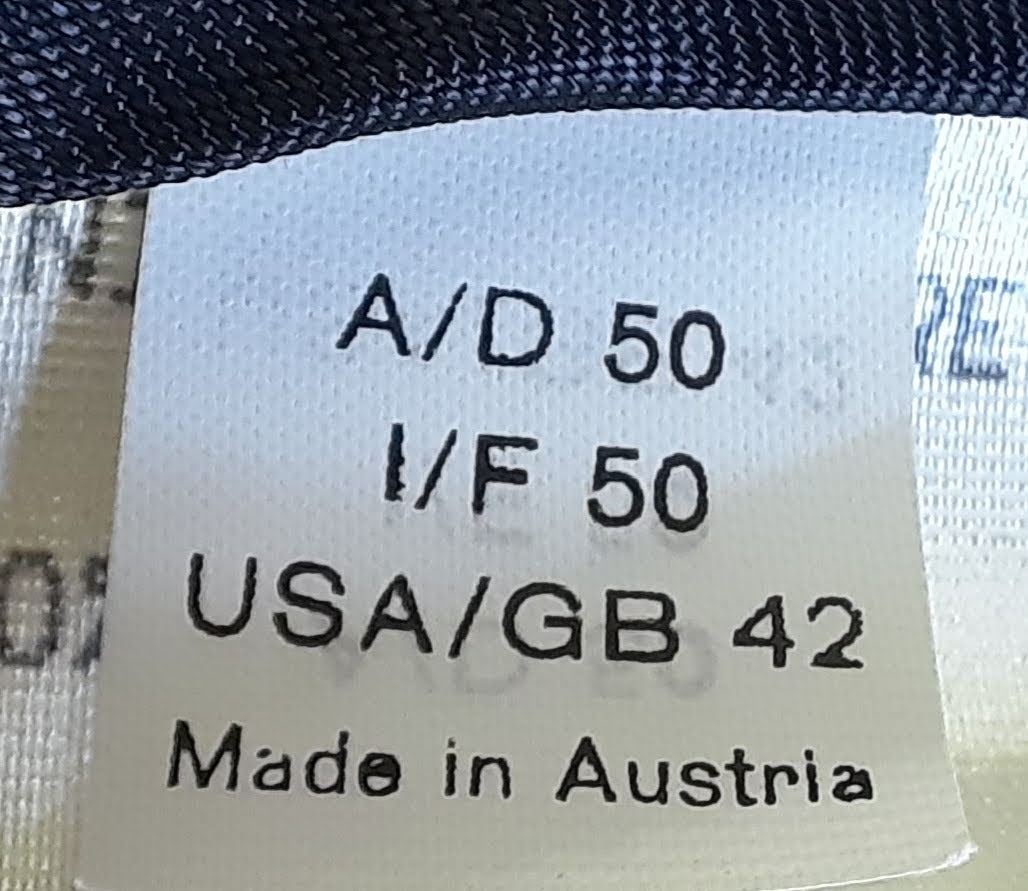 A/D 50
I/F 50
USA/GB 42
Made in Austria